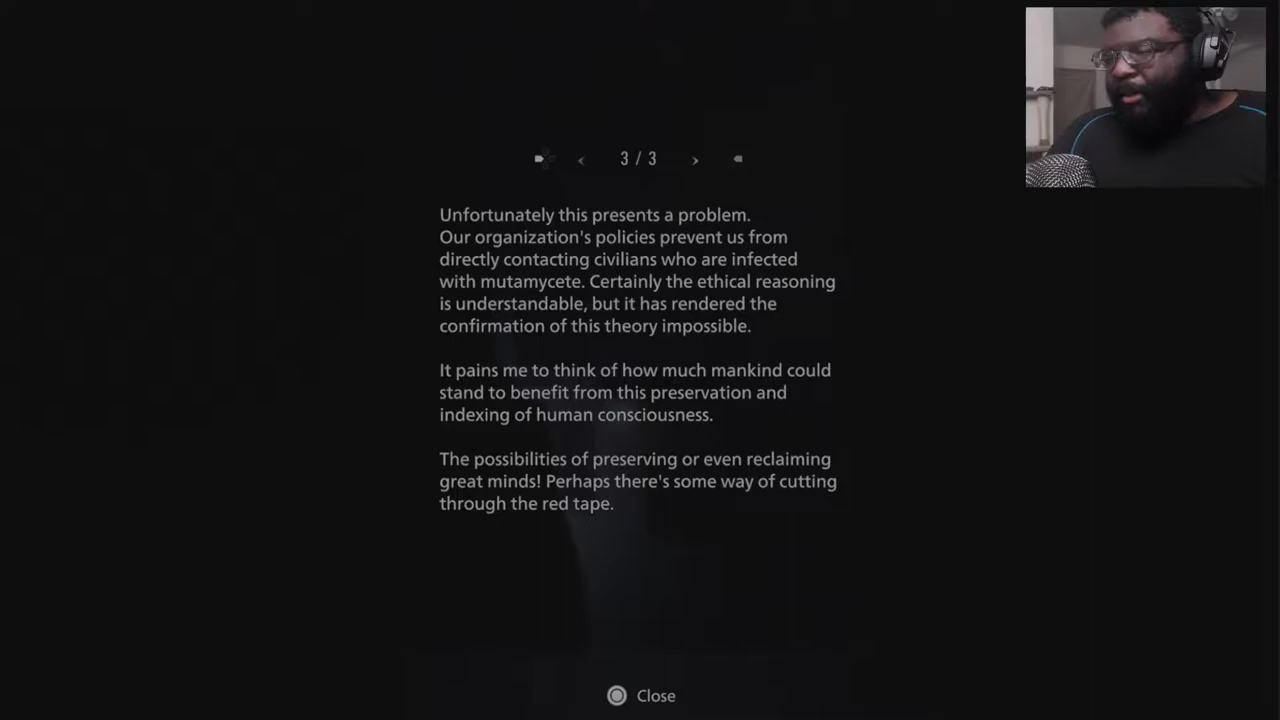 3 / 3
Unfortunately this presents a problem.
Our organization's policies prevent us from
directly contacting civilians who are infected
with mutamycete. Certainly the ethical reasoning
is understandable, but it has rendered the
confirmation of this theory impossible.
It pains me to think of how much mankind could
stand to benefit from this preservation and
indexing of human consciousness.
The possibilities of preserving or even reclaiming
great minds! Perhaps there's some way of cutting
through the red tape.
Close